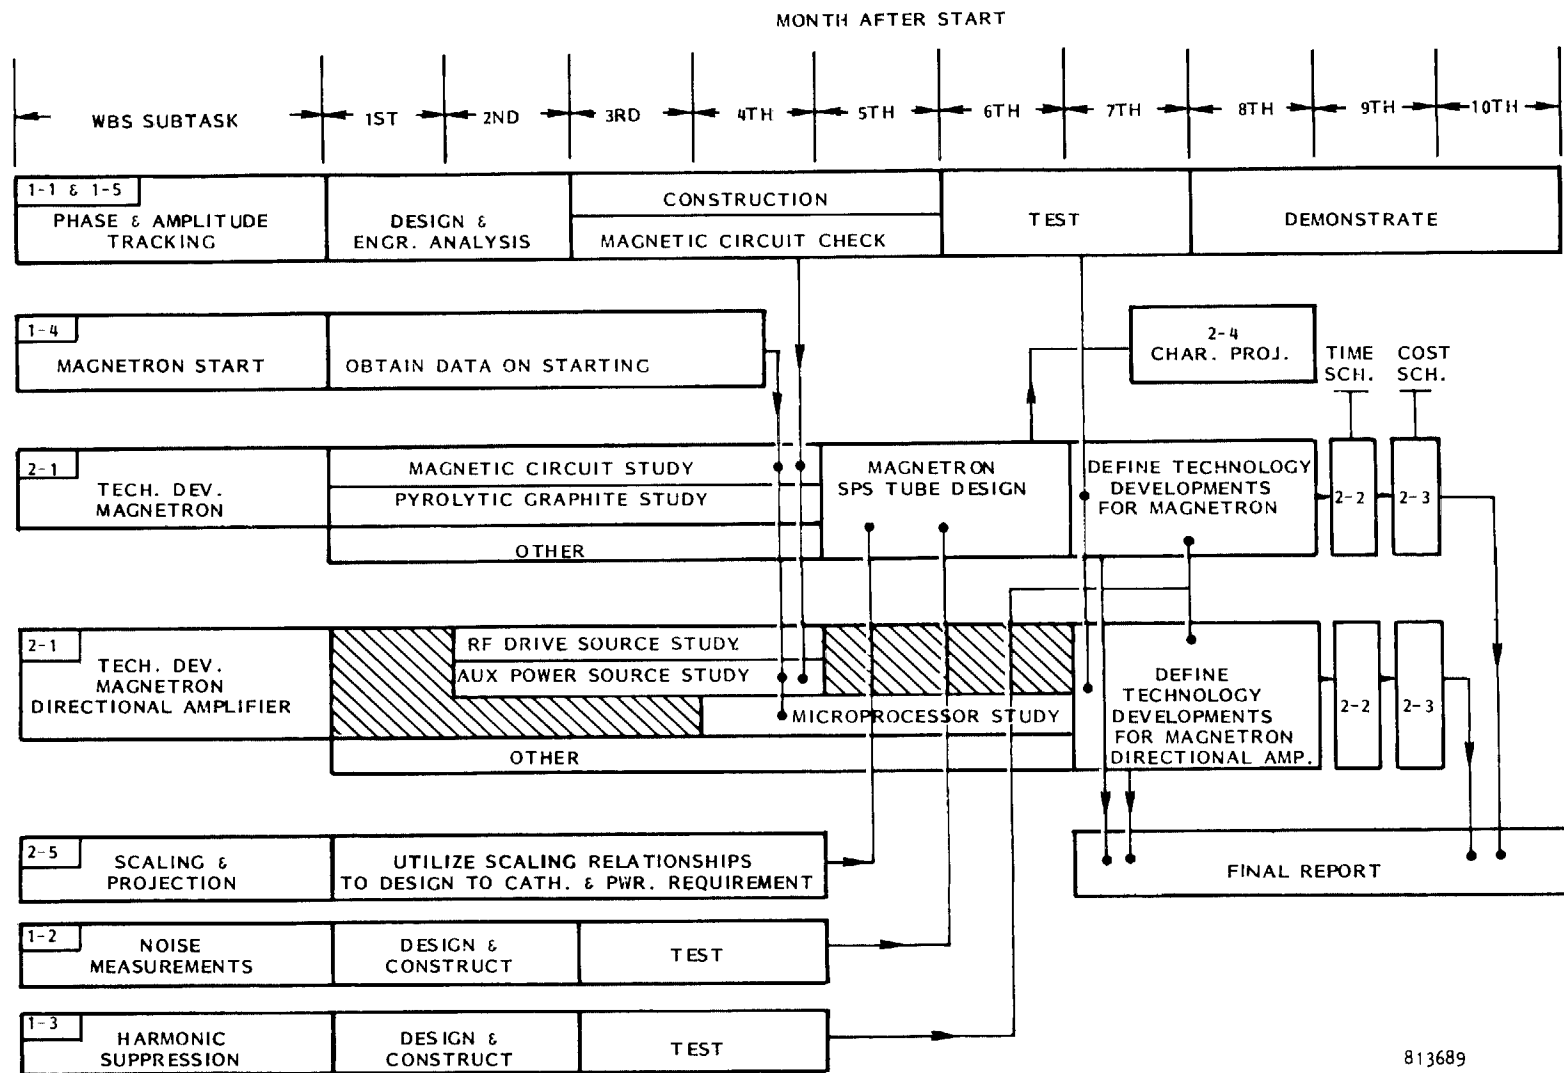 MONTH AFTER START
WBS SUBTASK
1ST
2ND
3RD
4TH
5TH
6TH
7TH
8TH
9TH
10TH
1-1 & 1-5
PHASE & AMPLITUDE
TRACKING
DESIGN &
ENGR. ANALYSIS
CONSTRUCTION
MAGNETIC CIRCUIT CHECK
TEST
DEMONSTRATE
1-4
MAGNETRON START
OBTAIN DATA ON STARTING
2-4
CHAR. PROJ.
TIME
SCH.
COST
SCH.
2-1
TECH. DEV.
MAGNETRON
MAGNETIC CIRCUIT STUDY
PYROLYTIC GRAPHITE STUDY
OTHER
MAGNETRON
SPS TUBE DESIGN
DEFINE TECHNOLOGY
DEVELOPMENTS
FOR MAGNETRON
2-2
2-3
2-1
TECH. DEV.
MAGNETRON
DIRECTIONAL AMPLIFIER
RF DRIVE SOURCE STUDY
AUX POWER SOURCE STUDY
MICROPROCESSOR STUDY
OTHER
DEFINE
TECHNOLOGY
DEVELOPMENTS
FOR MAGNETRON
DIRECTIONAL AMP.
2-2
2-3
2-5
SCALING &
PROJECTION
UTILIZE SCALING RELATIONSHIPS
TO DESIGN TO CATH. & PWR. REQUIREMENT
FINAL REPORT
1-2
NOISE
MEASUREMENTS
DESIGN &
CONSTRUCT
TEST
1-3
HARMONIC
SUPPRESSION
DESIGN &
CONSTRUCT
TEST
813689